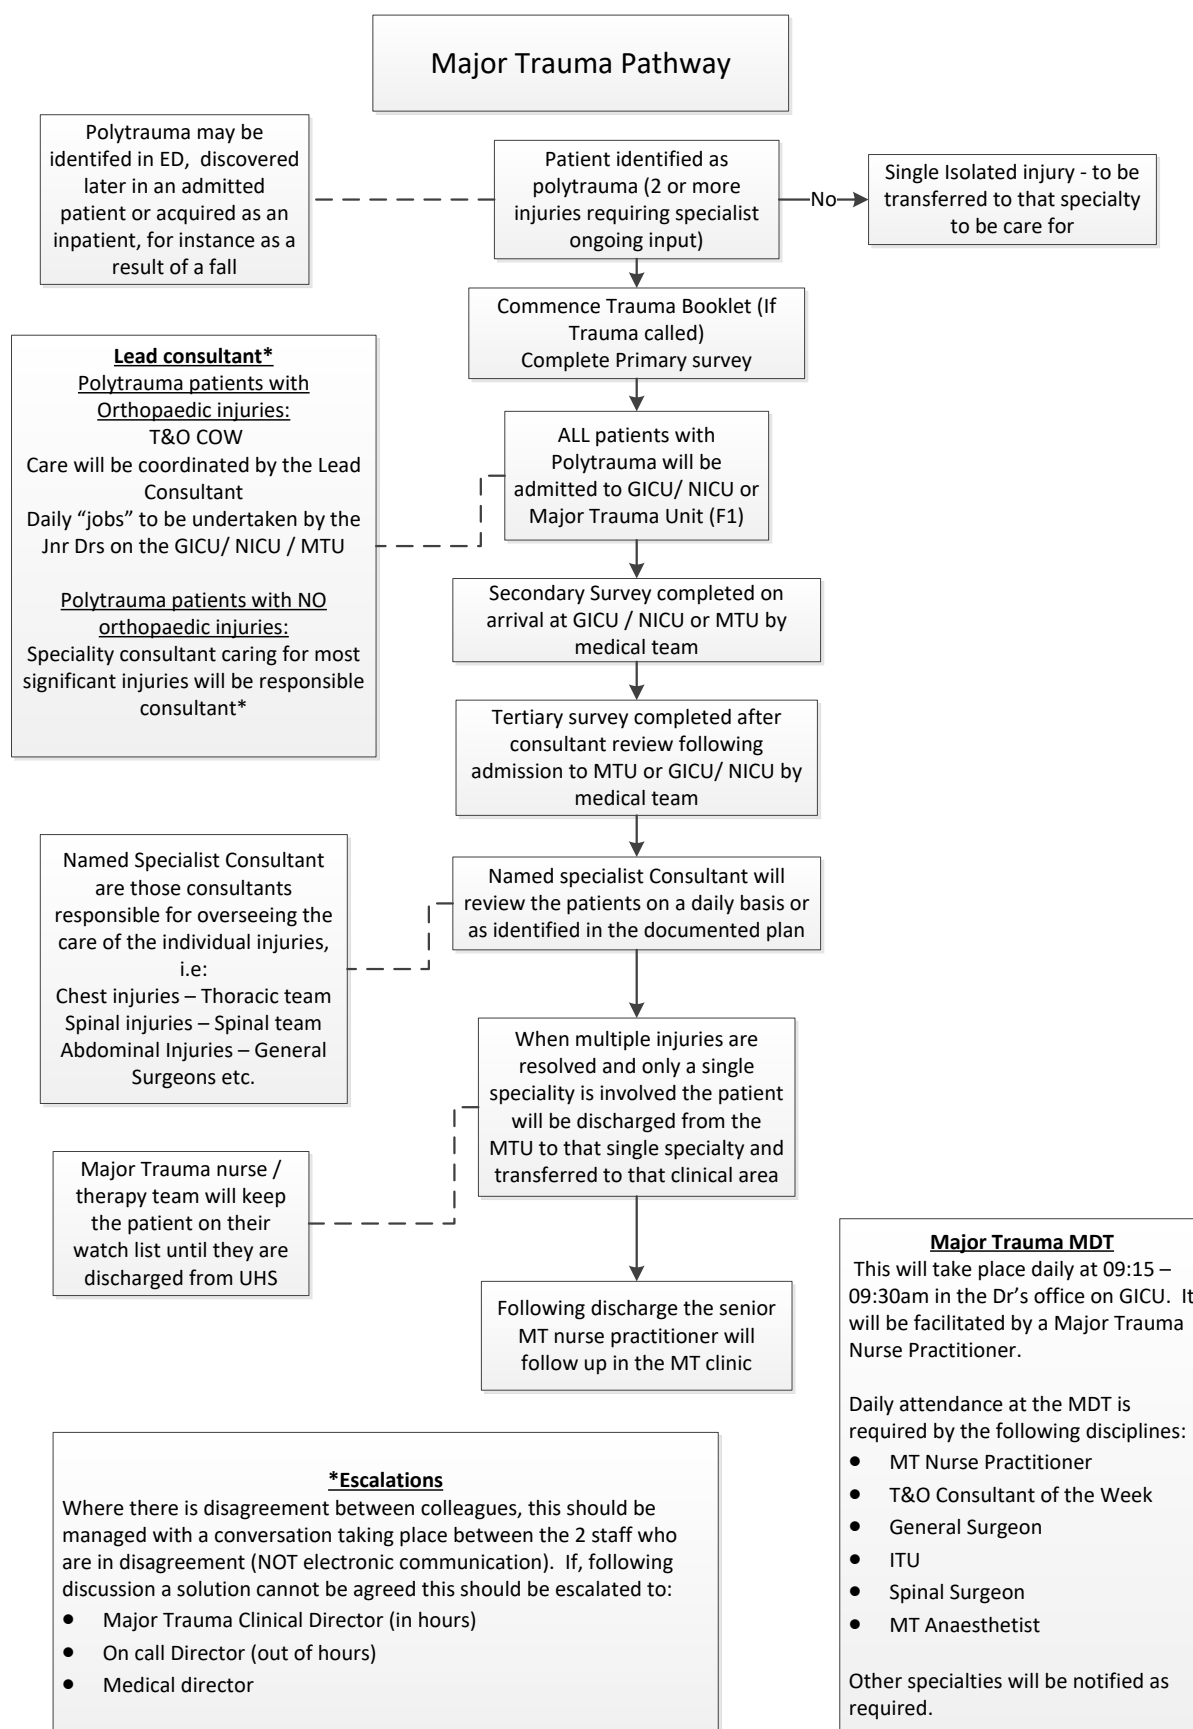 Major Trauma Pathway
Polytrauma may be
identifed in ED,  discovered
later in an admitted
patient or acquired as an
inpatient, for instance as a
result of a fall
Patient identified as
polytrauma (2 or more
injuries requiring specialist
ongoing input)
No
Single Isolated injury - to be
transferred to that specialty
to be care for
Commence Trauma Booklet (If
Trauma called)
Complete Primary survey
Lead consultant*
Polytrauma patients with
Orthopaedic injuries:
T&O COW
Care will be coordinated by the Lead
Consultant
Daily “jobs” to be undertaken by the
Jnr Drs on the GICU/ NICU / MTU
Polytrauma patients with NO
orthopaedic injuries:
Speciality consultant caring for most
significant injuries will be responsible
consultant*
ALL patients with
Polytrauma will be
admitted to GICU/ NICU or
Major Trauma Unit (F1)
Secondary Survey completed on
arrival at GICU / NICU or MTU by
medical team
Tertiary survey completed after
consultant review following
admission to MTU or GICU/ NICU by
medical team
Named Specialist Consultant
are those consultants
responsible for overseeing the
care of the individual injuries,
i.e:
Chest injuries – Thoracic team
Spinal injuries – Spinal team
Abdominal Injuries – General
Surgeons etc.
Named specialist Consultant will
review the patients on a daily basis or
as identified in the documented plan
When multiple injuries are
resolved and only a single
speciality is involved the patient
will be discharged from the
MTU to that single specialty and
transferred to that clinical area
Major Trauma nurse /
therapy team will keep
the patient on their
watch list until they are
discharged from UHS
Following discharge the senior
MT nurse practitioner will
follow up in the MT clinic
Major Trauma MDT
This will take place daily at 09:15 –
09:30am in the Dr’s office on GICU.  It
will be facilitated by a Major Trauma
Nurse Practitioner.
Daily attendance at the MDT is
required by the following disciplines:
● MT Nurse Practitioner
● T&O Consultant of the Week
● General Surgeon
● ITU
● Spinal Surgeon
● MT Anaesthetist
Other specialties will be notified as
required.
*Escalations
Where there is disagreement between colleagues, this should be
managed with a conversation taking place between the 2 staff who
are in disagreement (NOT electronic communication).  If, following
discussion a solution cannot be agreed this should be escalated to:
● Major Trauma Clinical Director (in hours)
● On call Director (out of hours)
● Medical director